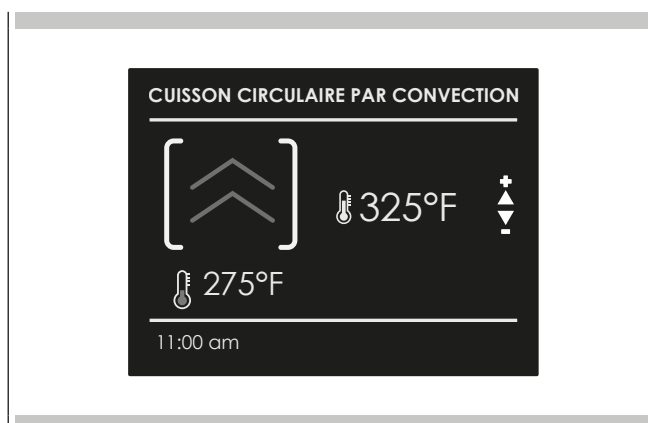 CUISSON CIRCULAIRE PAR CONVECTION
325°F
275°F
11:00 am